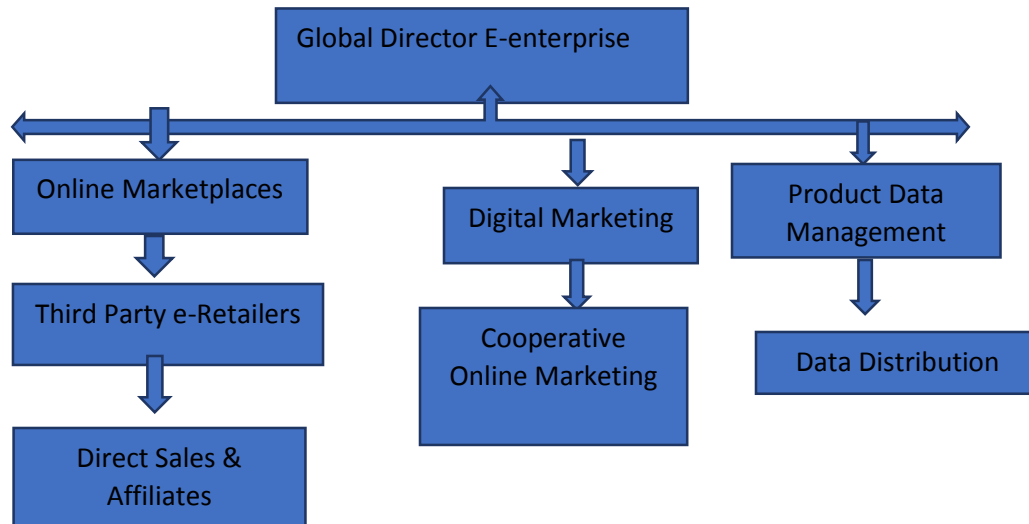 Global Director E-enterprise
Online Marketplaces
Digital Marketing
Product Data
Management
Third Party e-Retailers
Cooperative
Online Marketing
Data Distribution
Direct Sales &
Affiliates